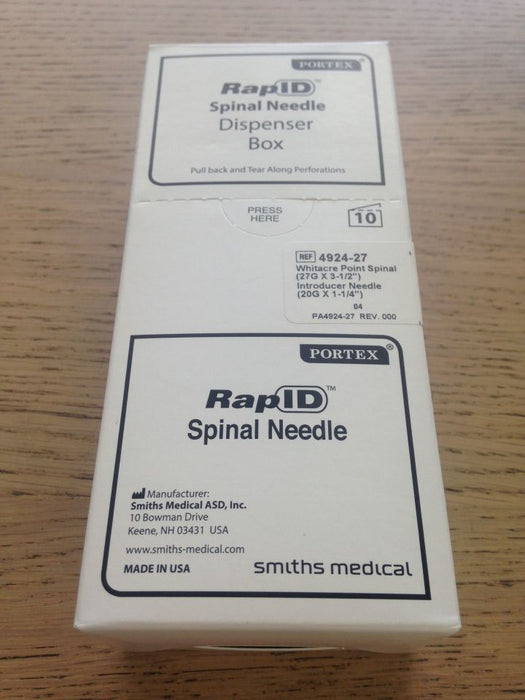 PORTEX®
RapID™
Spinal Needle
Dispenser
Box
Pull back and Tear Along Perforations
PRESS
HERE
10
REF 4924-27
Whitacre Point Spinal
(27G X 3-1/2")
Introducer Needle
(20G X 1-1/4")
04
PA4924-27 REV. 000
PORTEX®
RapID™
Spinal Needle
Manufacturer:
Smiths Medical ASD, Inc.
10 Bowman Drive
Keene, NH 03431 USA
www.smiths-medical.com
MADE IN USA
smiths medical